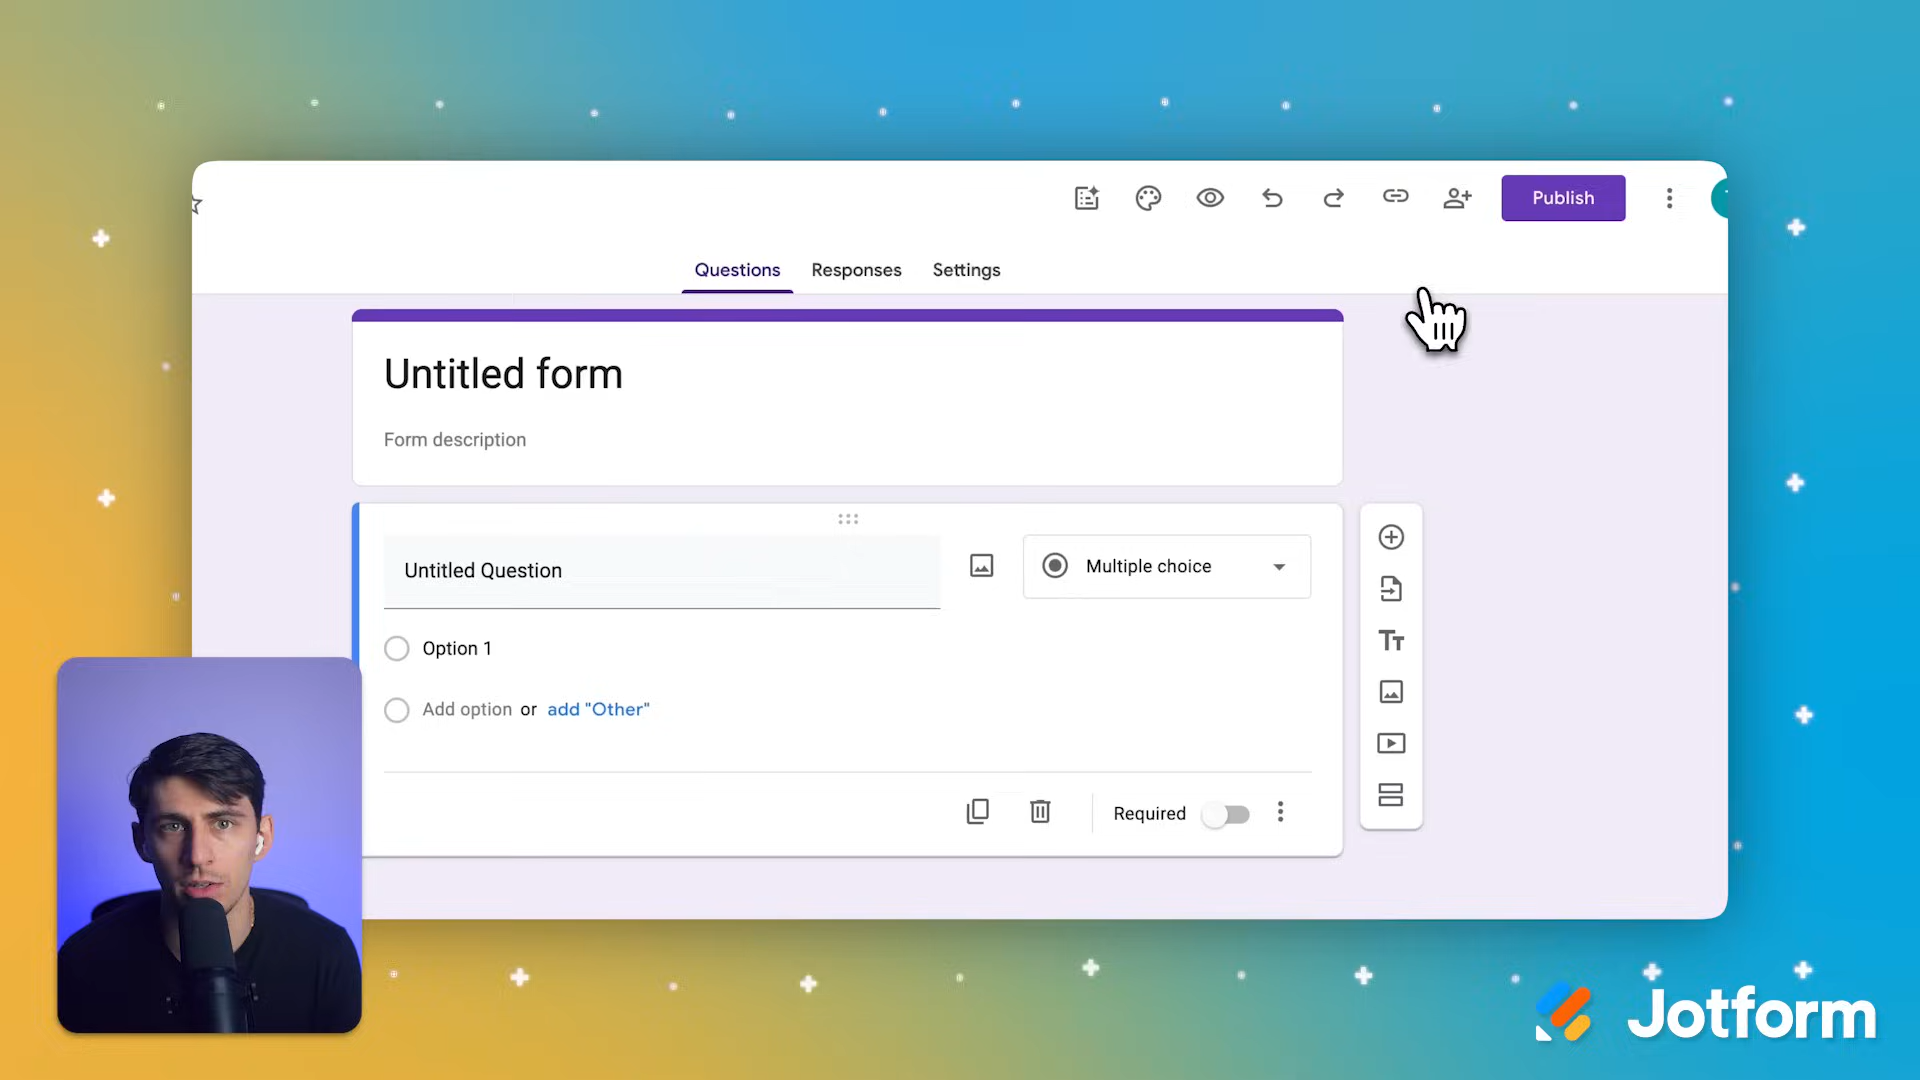 Publish
Questions Responses Settings
Untitled form
Form description
Untitled Question
Multiple choice
Option 1
Add option or add "Other"
Tт
Required
Jotform